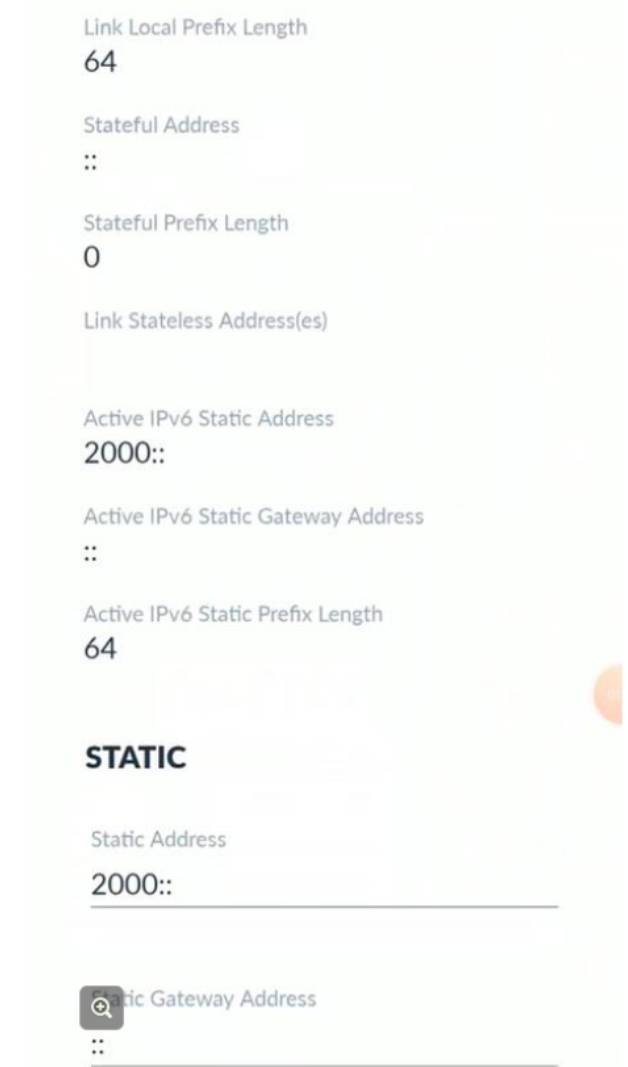 Link Local Prefix Length
64
Stateful Address
::
Stateful Prefix Length
0
Link Stateless Address(es)
Active IPv6 Static Address
2000::
Active IPv6 Static Gateway Address
::
Active IPv6 Static Prefix Length
64
STATIC
Static Address
2000::
Static Gateway Address
::